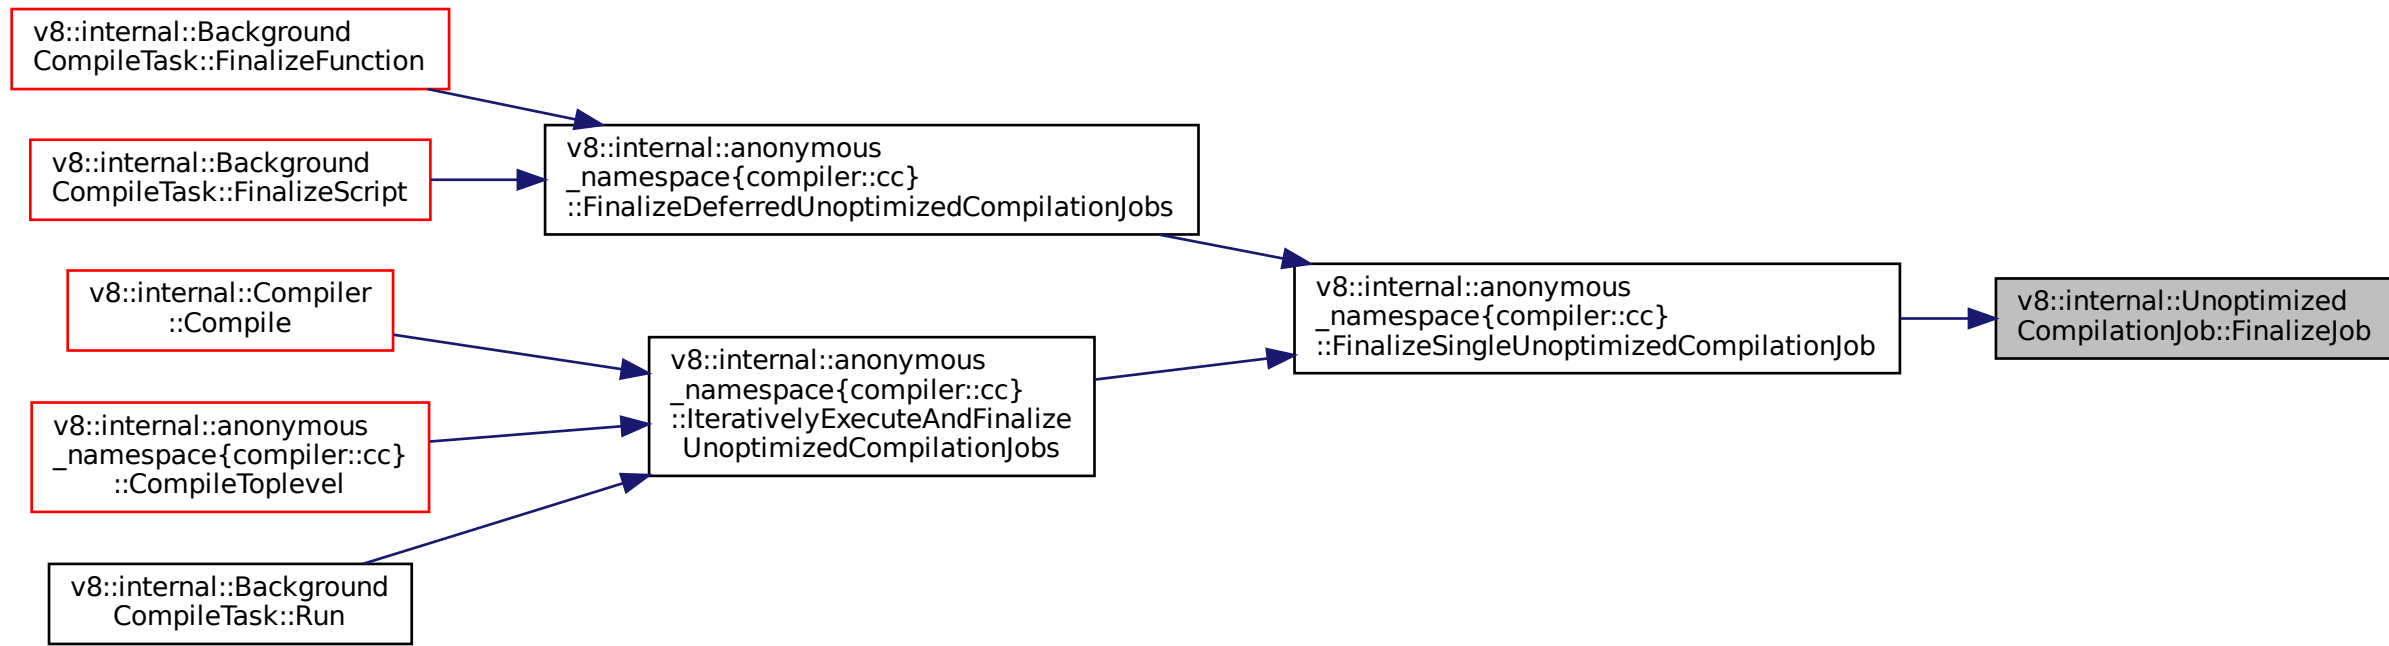 v8::internal::Background
CompileTask::FinalizeFunction
v8::internal::Background
CompileTask::FinalizeScript
v8::internal::Compiler
::Compile
v8::internal::anonymous
_namespace{compiler::cc}
::CompileToplevel
v8::internal::Background
CompileTask::Run
v8::internal::anonymous
_namespace{compiler::cc}
::FinalizeDeferredUnoptimizedCompilationJobs
v8::internal::anonymous
_namespace{compiler::cc}
::IterativelyExecuteAndFinalize
UnoptimizedCompilationJobs
v8::internal::anonymous
_namespace{compiler::cc}
::FinalizeSingleUnoptimizedCompilationJob
v8::internal::Unoptimized
CompilationJob::FinalizeJob